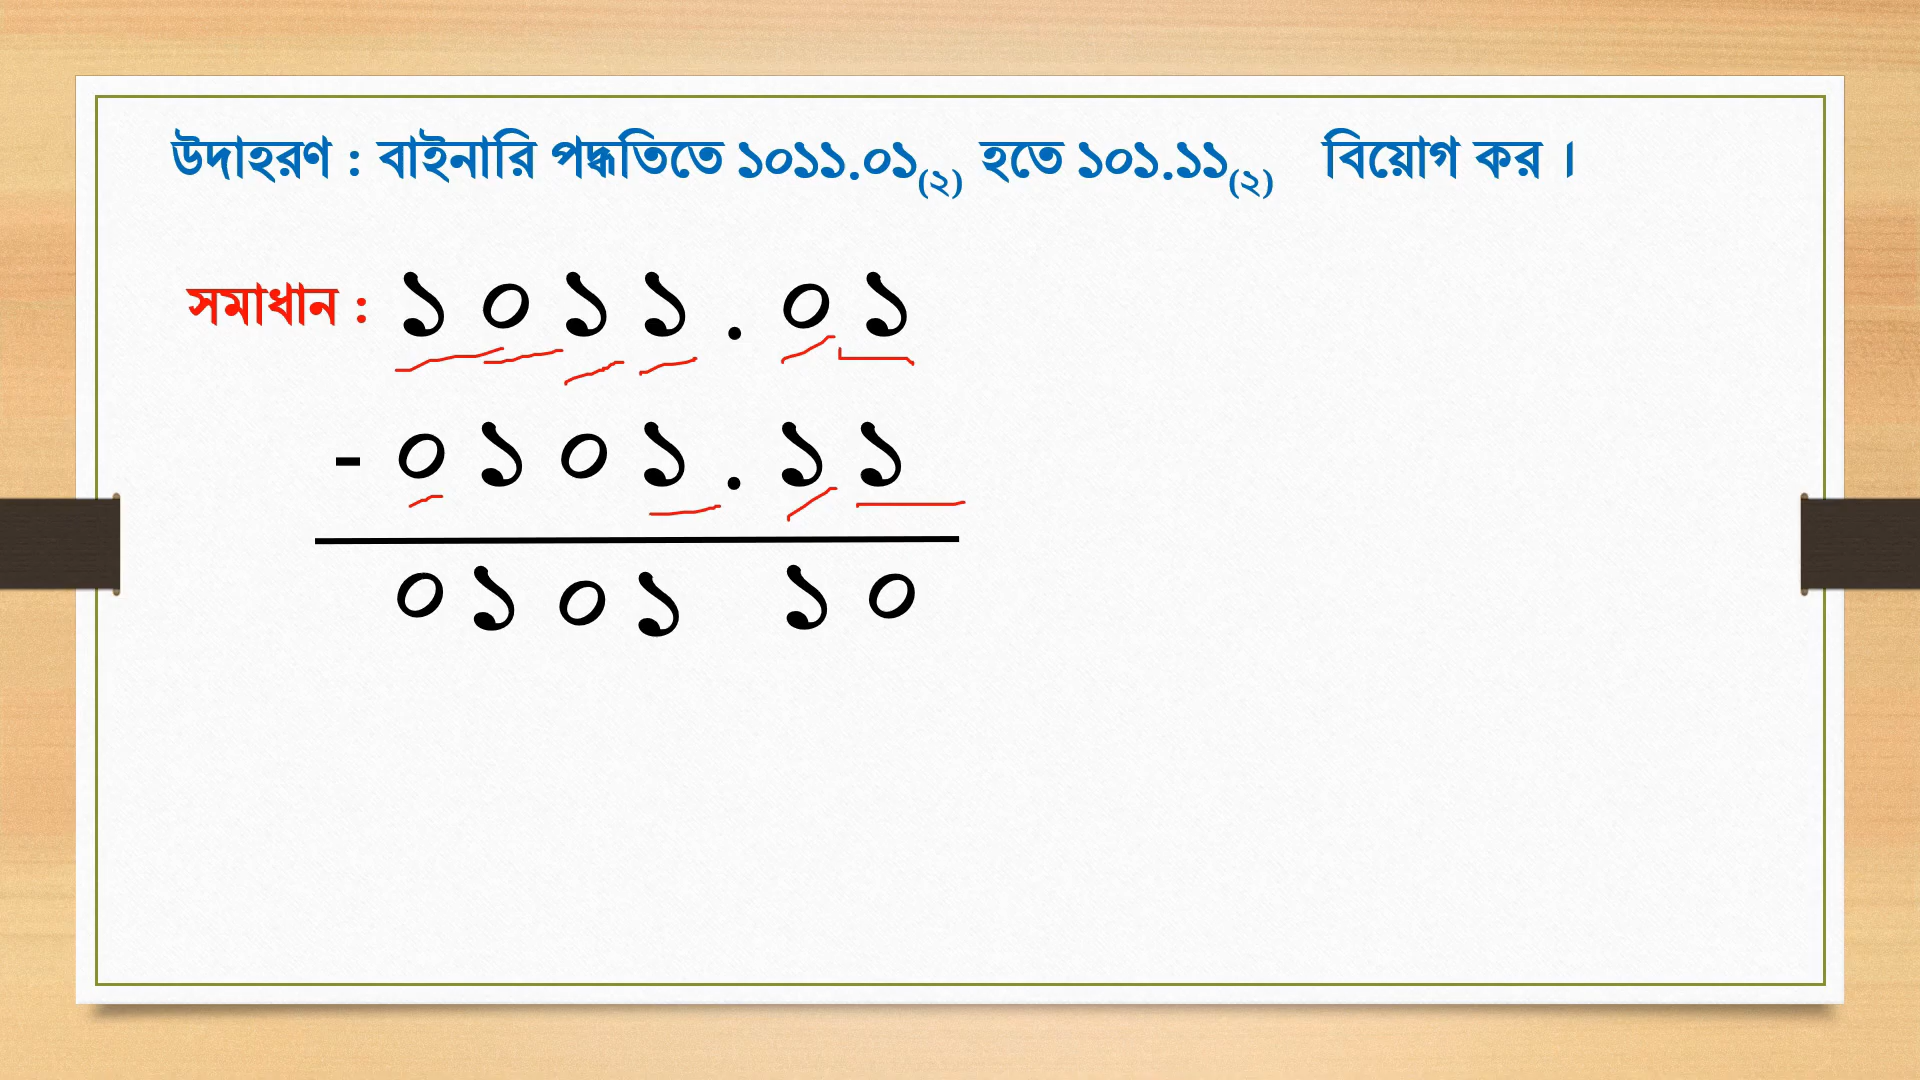 উদাহরণ : বাইনারি পদ্ধতিতে ১০১১.০১(২) হতে ১০১.১১(২) বিয়োগ কর ।
সমাধান : ১ ০ ১ ১ . ০ ১
- ০ ১ ০ ১ . ১ ১
০ ১ ০ ১ ১ ০